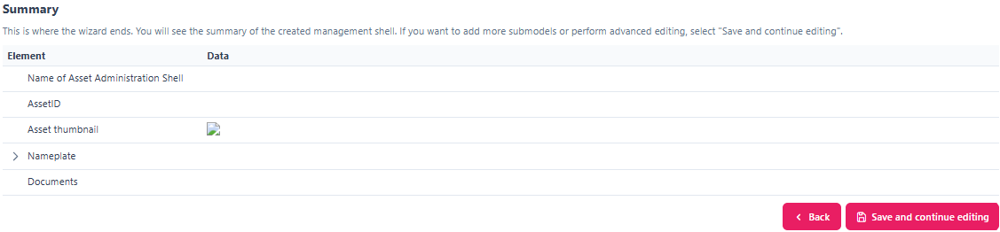 Summary
This is where the wizard ends. You will see the summary of the created management shell. If you want to add more submodels or perform advanced editing, select "Save and continue editing".
Element Data
Name of Asset Administration Shell
AssetID
Asset thumbnail
Nameplate
Documents
Back Save and continue editing